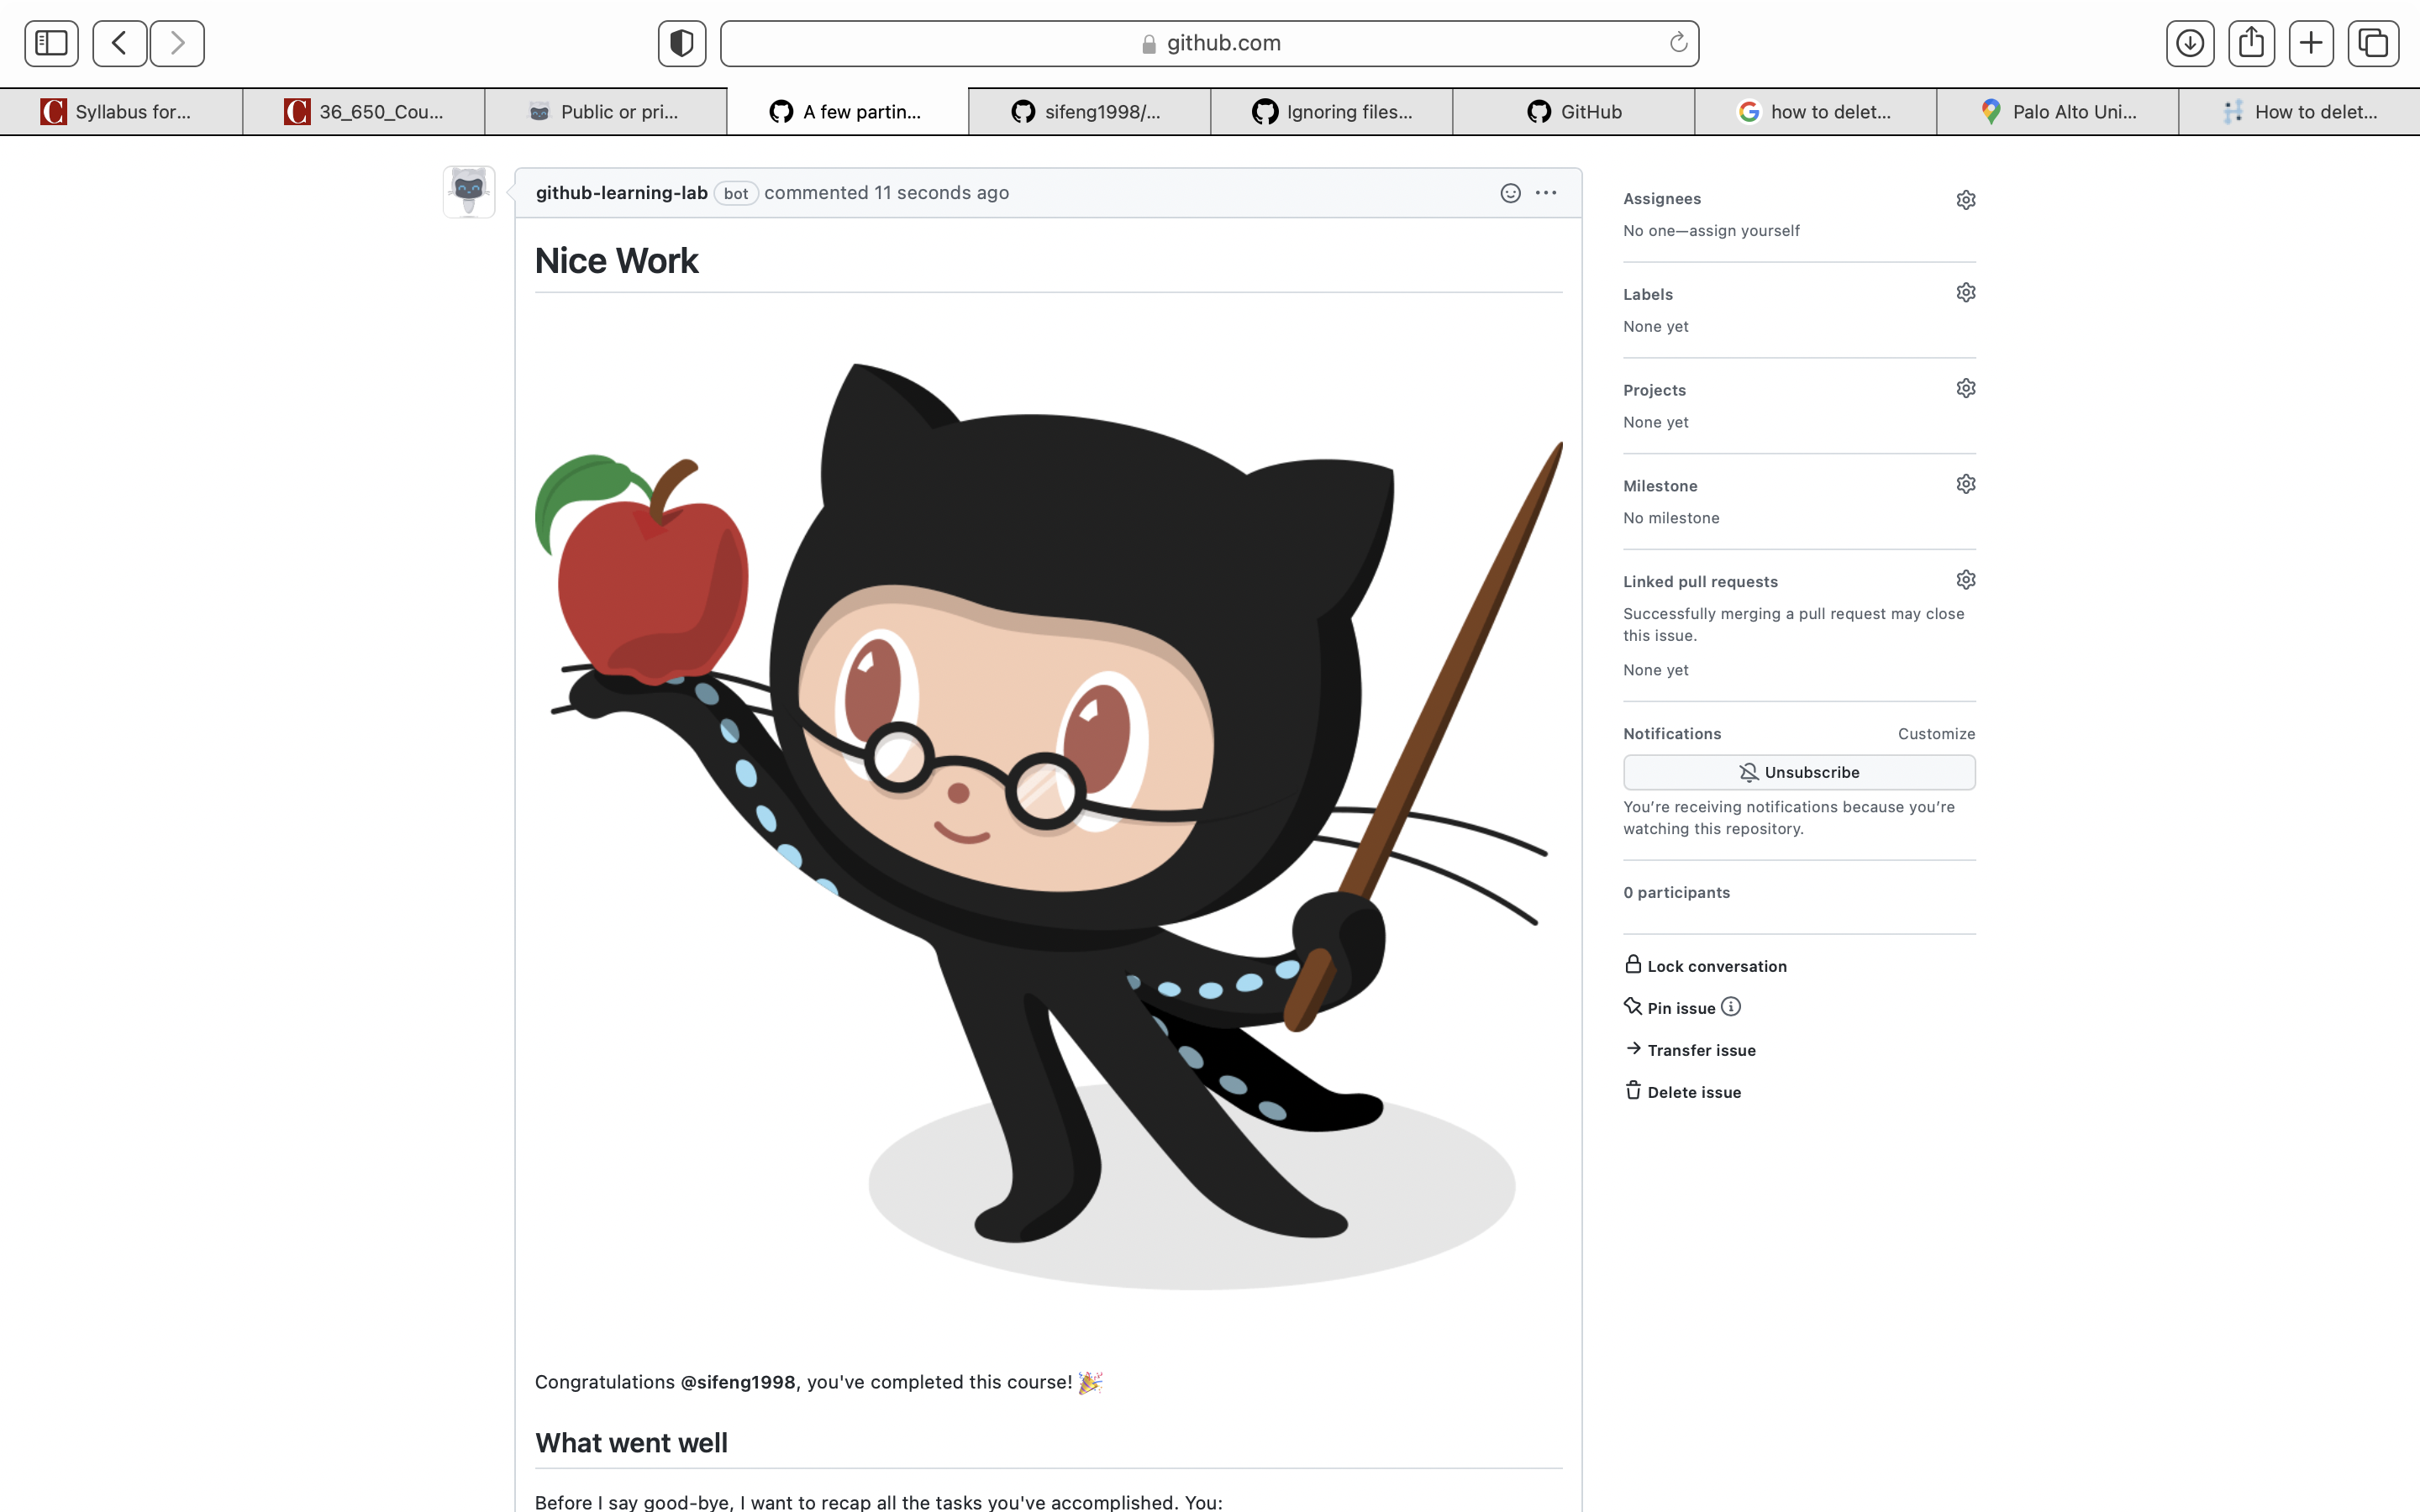 github.com
Syllabus for...
36_650_Cou...
Public or pri...
A few partin...
sifeng1998/...
Ignoring files...
GitHub
how to delet...
Palo Alto Uni...
How to delet...
github-learning-lab bot commented 11 seconds ago
Nice Work
Congratulations @sifeng1998, you've completed this course! 🎉
What went well
Before I say good-bye, I want to recap all the tasks you've accomplished. You:
Assignees
No one—assign yourself
Labels
None yet
Projects
None yet
Milestone
No milestone
Linked pull requests
Successfully merging a pull request may close
this issue.
None yet
Notifications
Customize
Unsubscribe
You're receiving notifications because you're
watching this repository.
0 participants
Lock conversation
Pin issue
Transfer issue
Delete issue